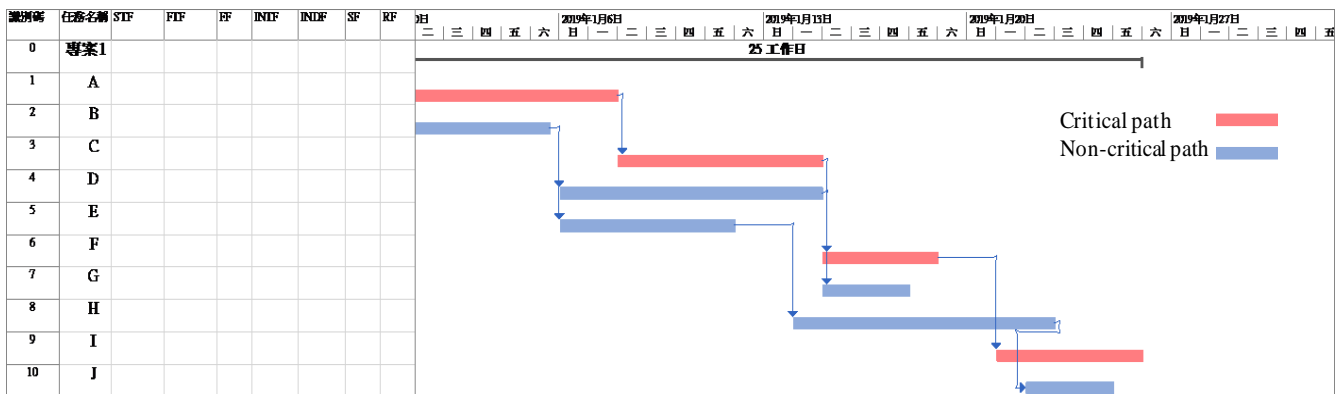 識別碼 任務名稱 STF FTF FF INTF INDF SF RF 2019年1月6日 2019年1月13日 2019年1月20日 2019年1月27日
二 三 四 五 六 日 一 二 三 四 五 六 日 一 二 三 四 五 六 日 一 二 三 四 五 六 日 一 二 三 四 五
0 專案1 25 工作日
1 A
2 B
Critical path
3 C
Non-critical path
4 D
5 E
6 F
7 G
8 H
9 I
10 J